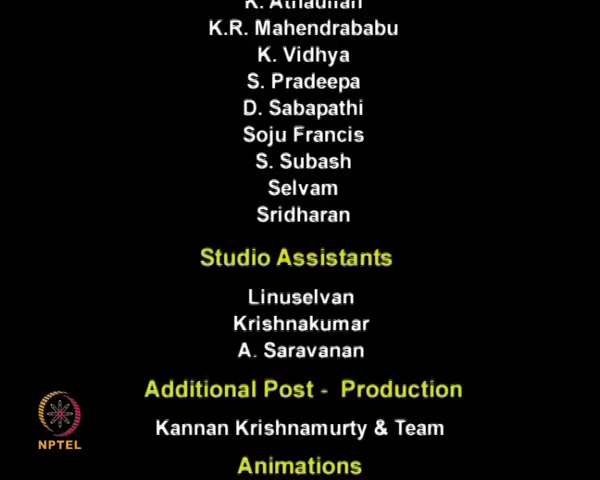 K. Athaullah
K.R. Mahendrababu
K. Vidhya
S. Pradeepa
D. Sabapathi
Soju Francis
S. Subash
Selvam
Sridharan
Studio Assistants
Linuselvan
Krishnakumar
A. Saravanan
Additional Post - Production
Kannan Krishnamurty & Team
Animations
NPTEL